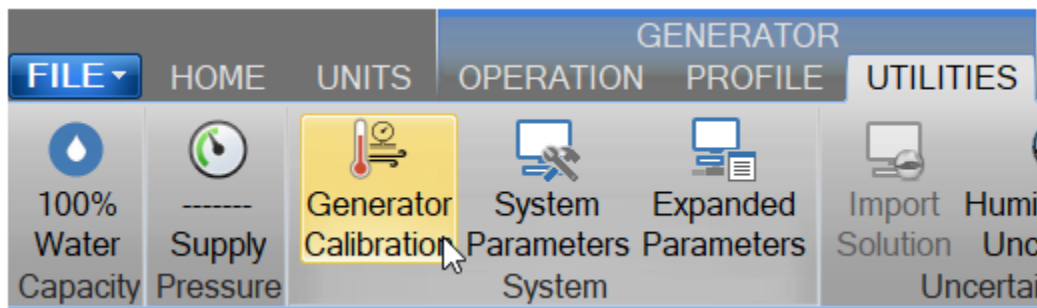 GENERATOR
FILE HOME UNITS OPERATION PROFILE UTILITIES
100% ------- Generator System Expanded Import
Water Supply Calibration Parameters Parameters Solution
Capacity Pressure System